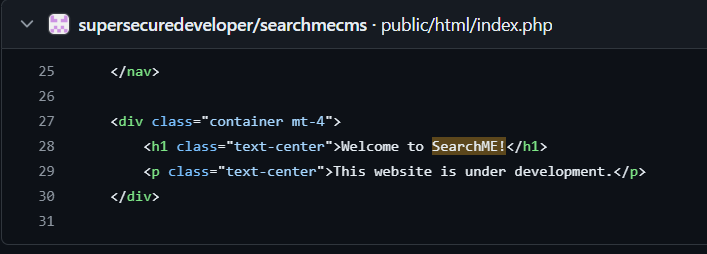 supersecuredeveloper/searchmecms · public/html/index.php
25 </nav>
26
27 <div class="container mt-4">
28 <h1 class="text-center">Welcome to SearchME!</h1>
29 <p class="text-center">This website is under development.</p>
30 </div>
31